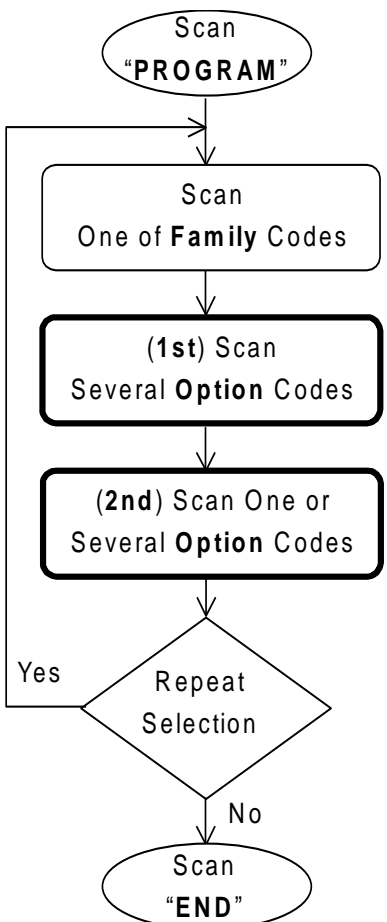 Scan
“PROGRAM”
Scan
One of Family Codes
(1st) Scan
Several Option Codes
(2nd) Scan One or
Several Option Codes
Yes
Repeat
Selection
No
Scan
“END”